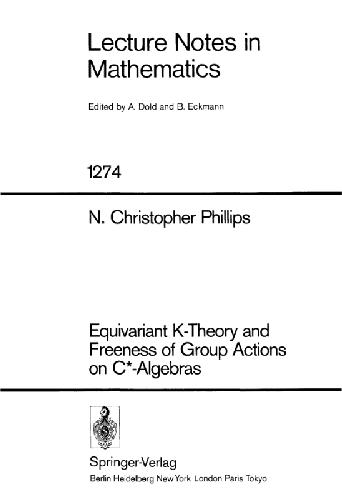 Lecture Notes in
Mathematics
Edited by A. Dold and B. Eckmann
1274
N. Christopher Phillips
Equivariant K-Theory and
Freeness of Group Actions
on C*-Algebras
Springer-Verlag
Berlin Heidelberg New York London Paris Tokyo